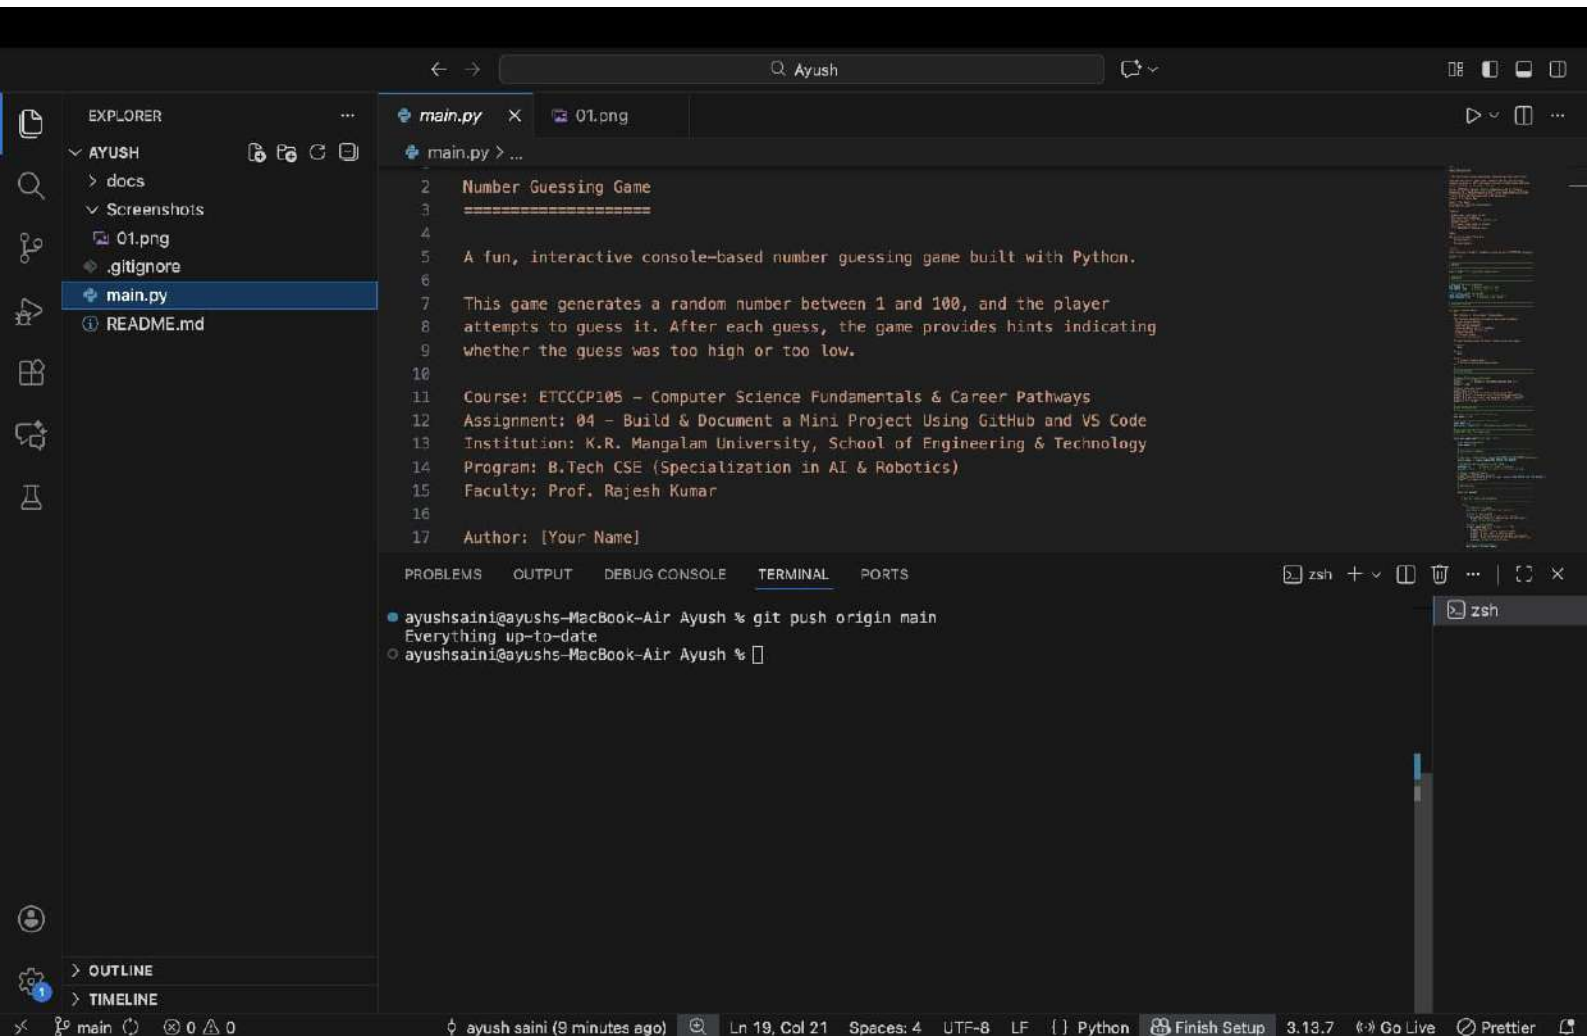 Ayush
EXPLORER
AYUSH
docs
Screenshots
01.png
.gitignore
main.py
README.md
OUTLINE
TIMELINE
main.py
01.png
main.py > ...
2 Number Guessing Game
3 ====================
4
5 A fun, interactive console-based number guessing game built with Python.
6
7 This game generates a random number between 1 and 100, and the player
8 attempts to guess it. After each guess, the game provides hints indicating
9 whether the guess was too high or too low.
10
11 Course: ETCCCP105 - Computer Science Fundamentals & Career Pathways
12 Assignment: 04 - Build & Document a Mini Project Using GitHub and VS Code
13 Institution: K.R. Mangalam University, School of Engineering & Technology
14 Program: B.Tech CSE (Specialization in AI & Robotics)
15 Faculty: Prof. Rajesh Kumar
16
17 Author: [Your Name]
PROBLEMS OUTPUT DEBUG CONSOLE TERMINAL PORTS
zsh
ayushsaini@ayushs-MacBook-Air Ayush % git push origin main
Everything up-to-date
ayushsaini@ayushs-MacBook-Air Ayush %
zsh
1
main 0 0 ayush saini (9 minutes ago) Ln 19, Col 21 Spaces: 4 UTF-8 LF { } Python Finish Setup 3.13.7 Go Live Prettier